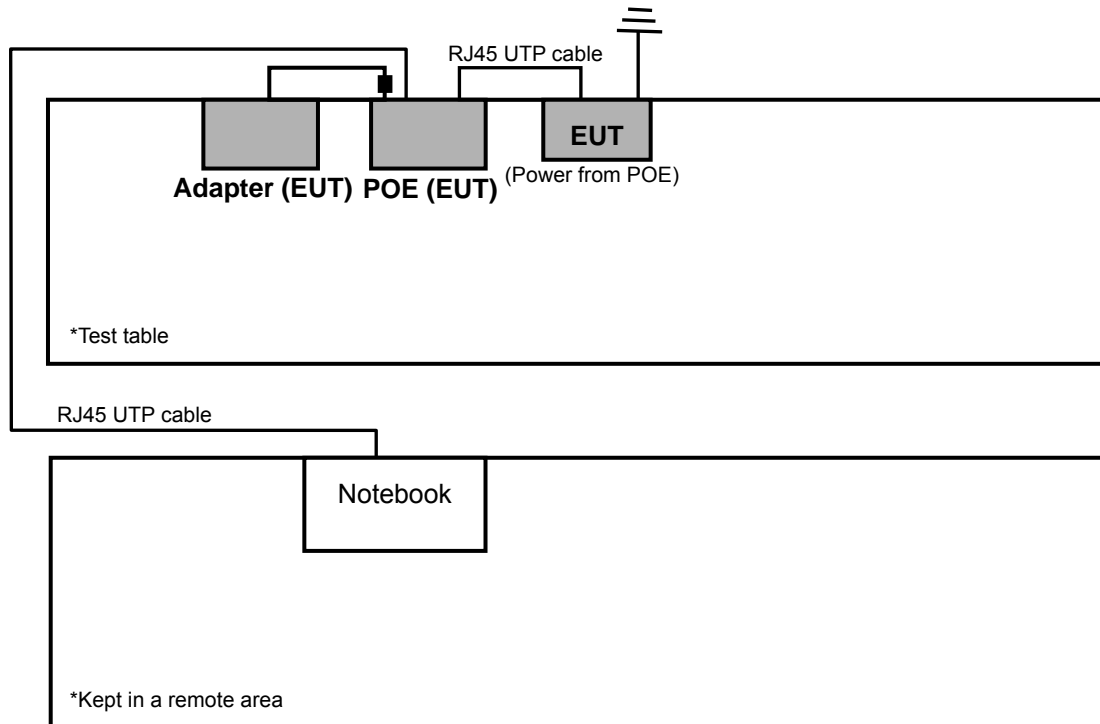 RJ45 UTP cable
EUT
(Power from POE)
Adapter (EUT)
POE (EUT)
*Test table
RJ45 UTP cable
Notebook
*Kept in a remote area